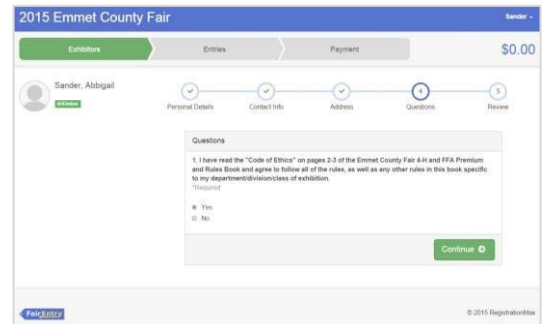 2015 Emmet County Fair
Sander
Exhibitors
Entries
Payment
$0.00
Sander, Abbigail
Personal Details
Contact Info
Address
4
Questions
5
Review
Questions
1. I have read the "Code of Ethics" on pages 2-3 of the Emmet County Fair 4-H and FFA Premium
and Rules Book and agree to follow all of the rules, as well as any other rules in this book specific
to my department/division/class of exhibition.
*Required
Yes
No
Continue
FairEntry
© 2015 RegistrationMax